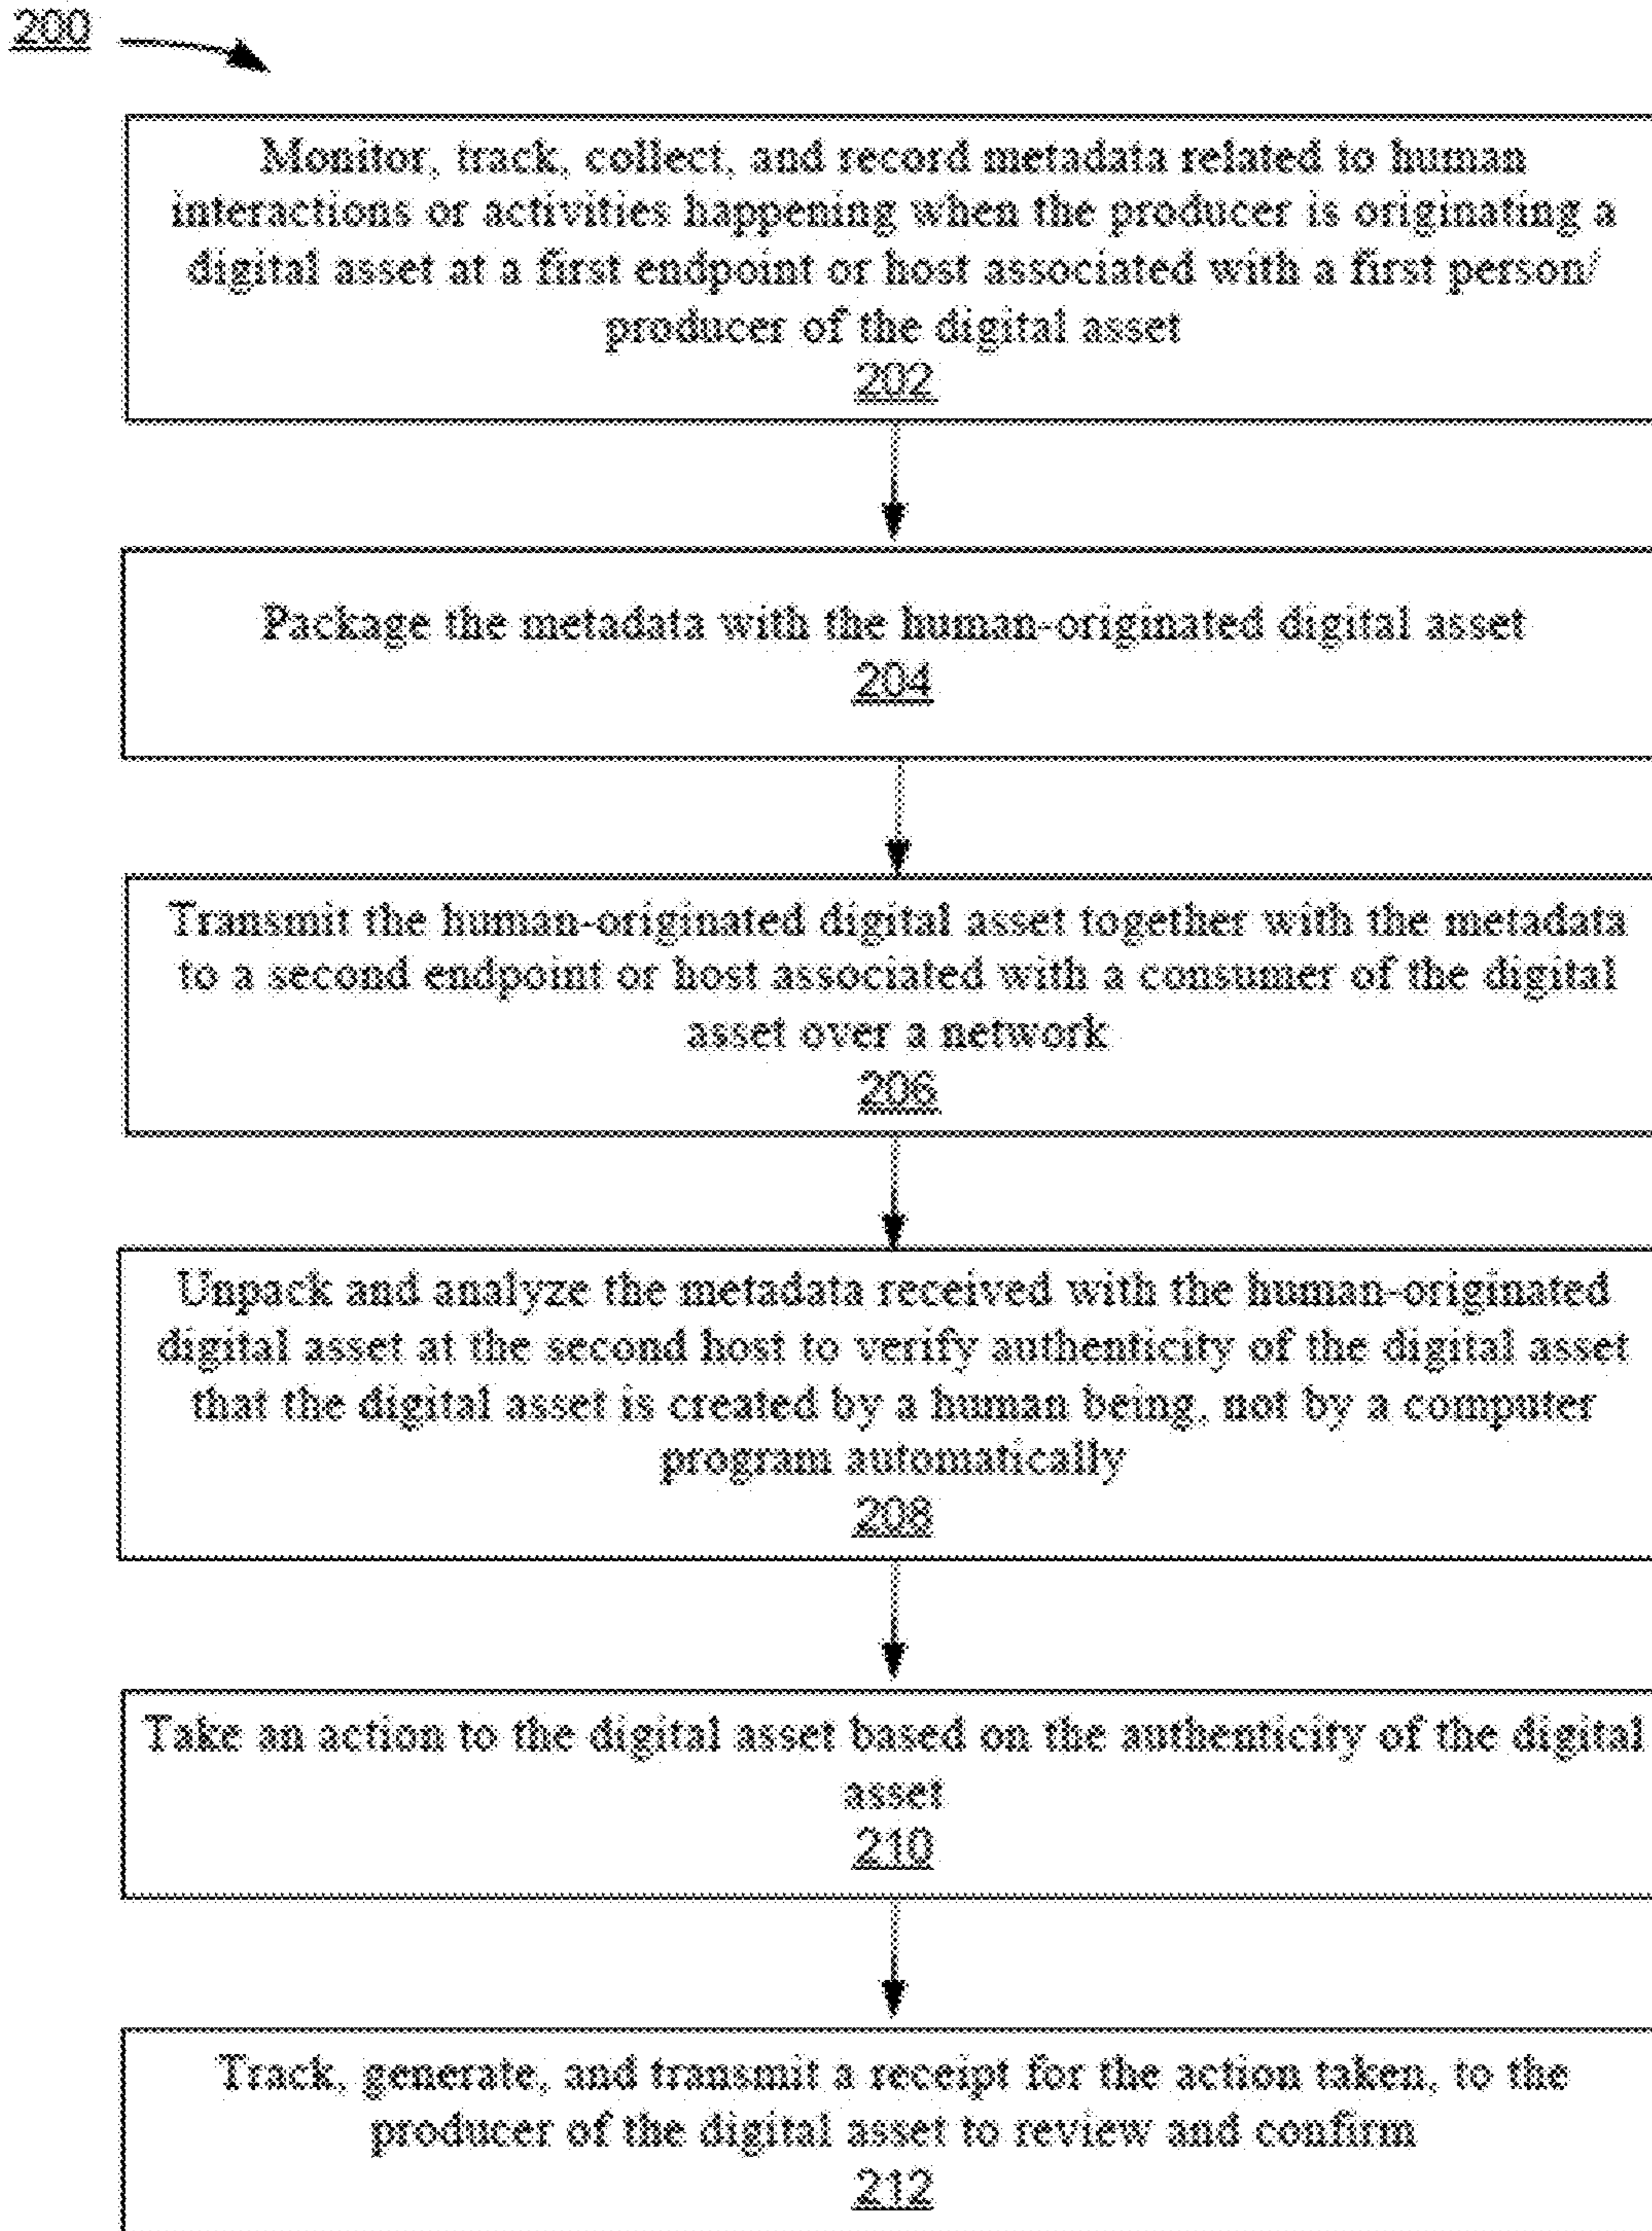 200
Monitor, track, collect, and record metadata related to human
interactions or activities happening when the producer is originating a
digital asset at a first endpoint or host associated with a first person/
producer of the digital asset
202
Package the metadata with the human-originated digital asset
204
Transmit the human-originated digital asset together with the metadata
to a second endpoint or host associated with a consumer of the digital
asset over a network
206
Unpack and analyze the metadata received with the human-originated
digital asset at the second host to verify authenticity of the digital asset
that the digital asset is created by a human being, not by a computer
program automatically
208
Take an action to the digital asset based on the authenticity of the digital
asset
210
Track, generate, and transmit a receipt for the action taken, to the
producer of the digital asset to review and confirm
212